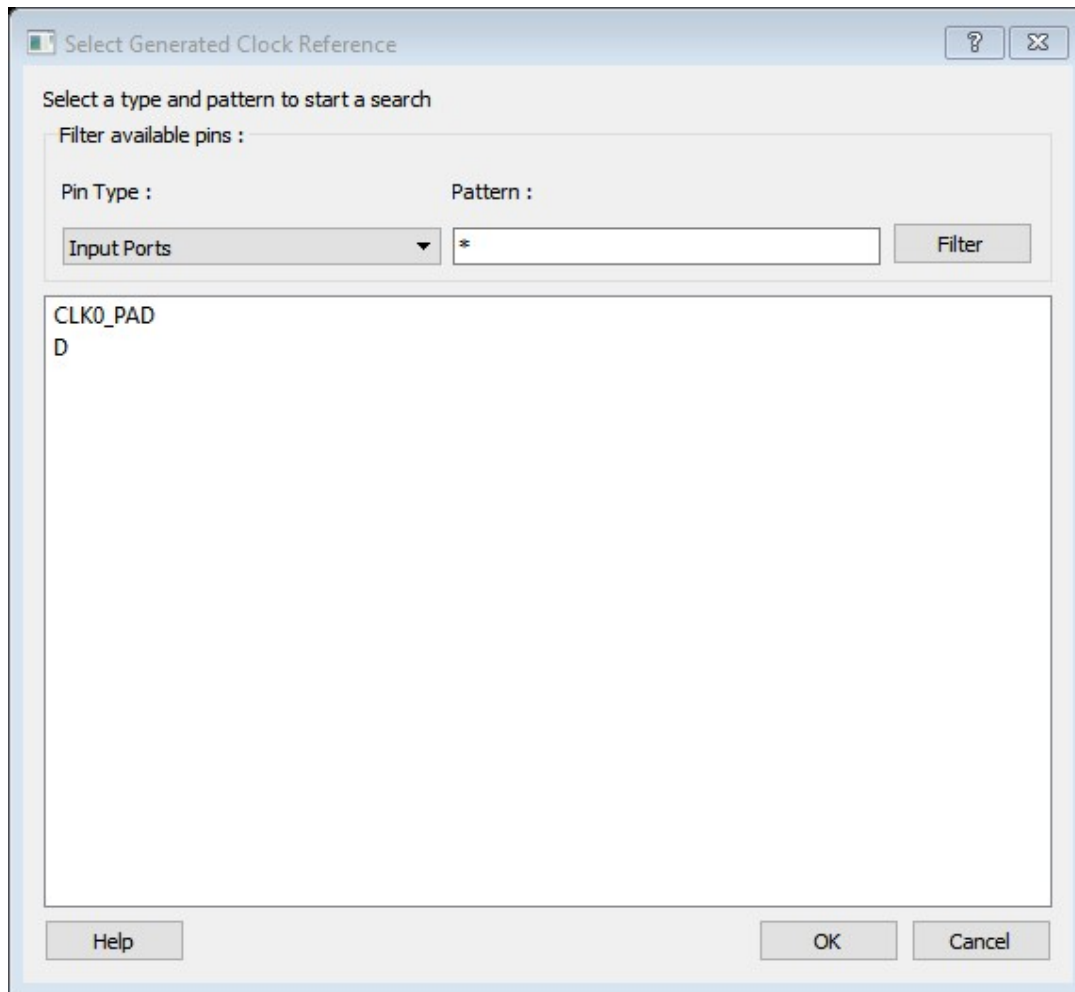 Select Generated Clock Reference
?
Select a type and pattern to start a search
Filter available pins :
Pin Type : Pattern :
Input Ports * Filter
CLK0_PAD
D
Help OK Cancel